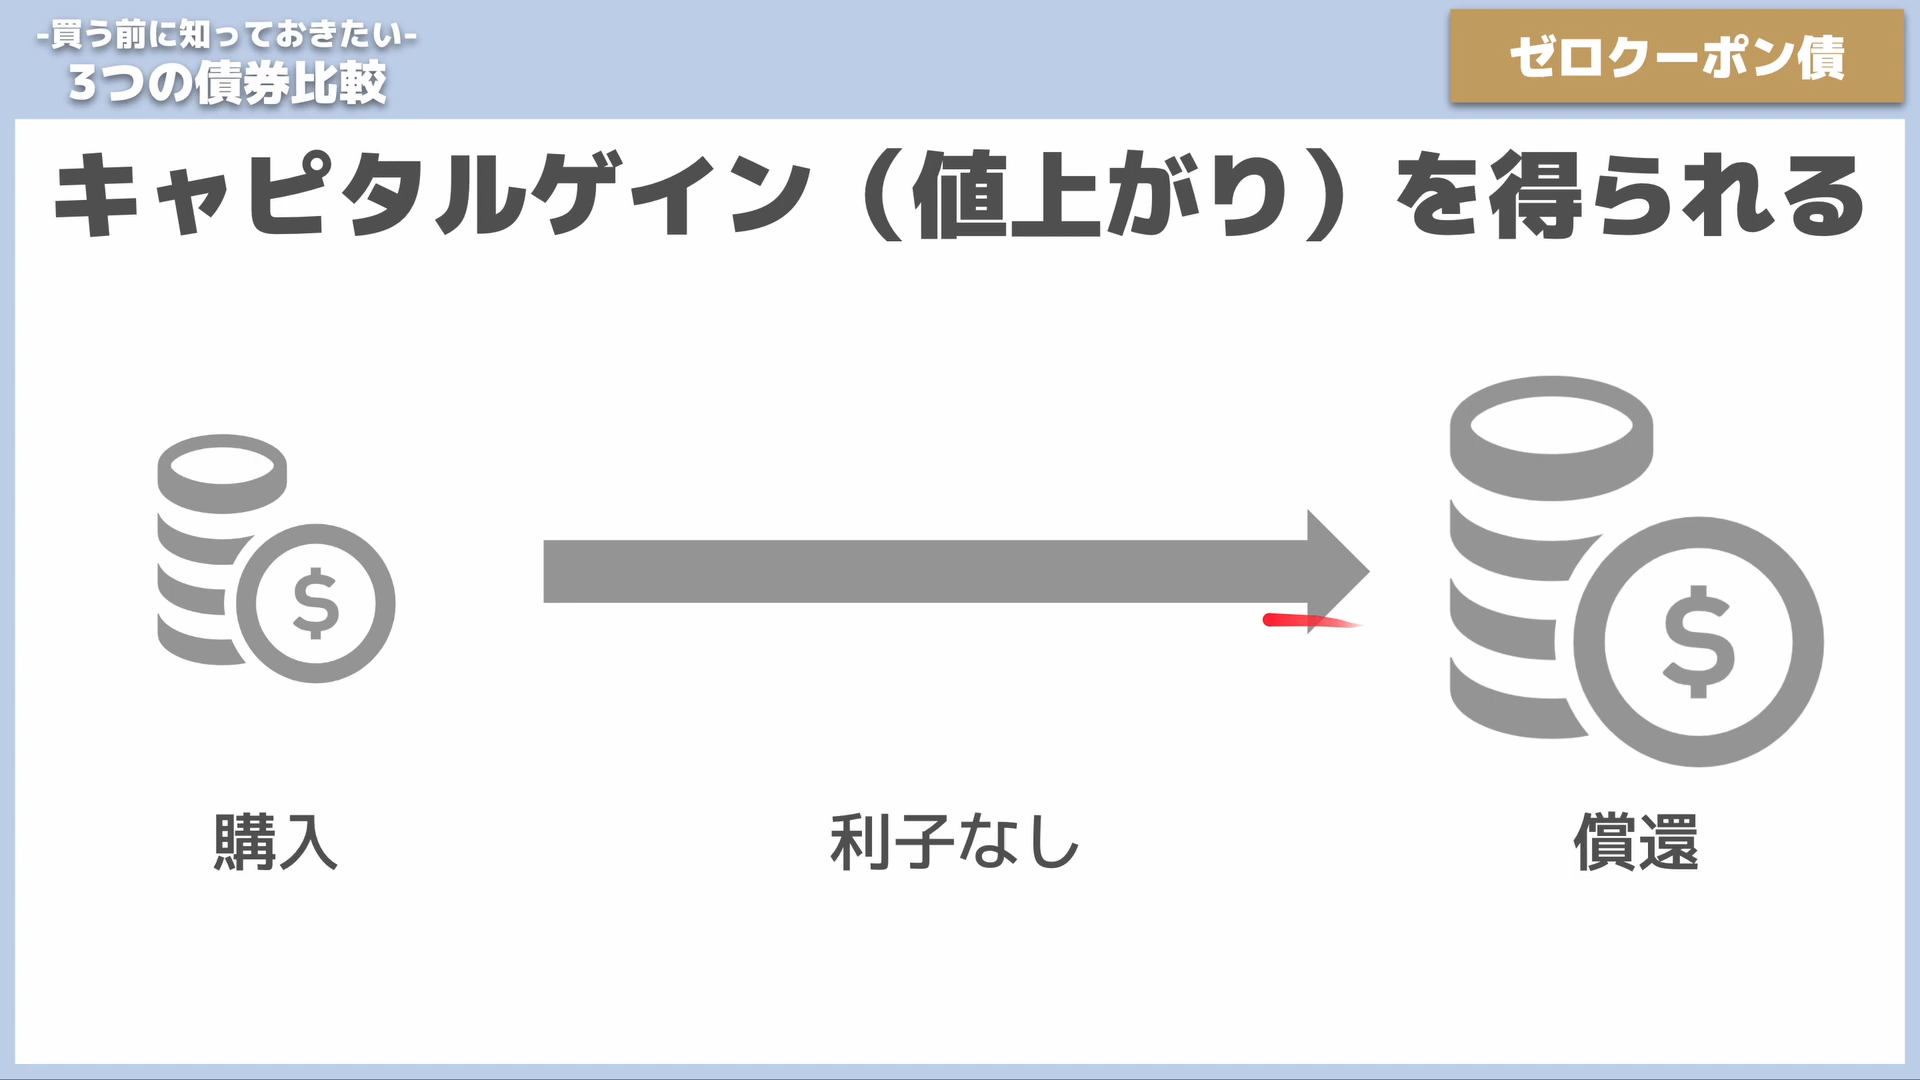 -買う前に知っておきたい-
3つの債券比較
ゼロクーポン債
キャピタルゲイン（値上がり）を得られる
$
$
購入
利子なし
償還